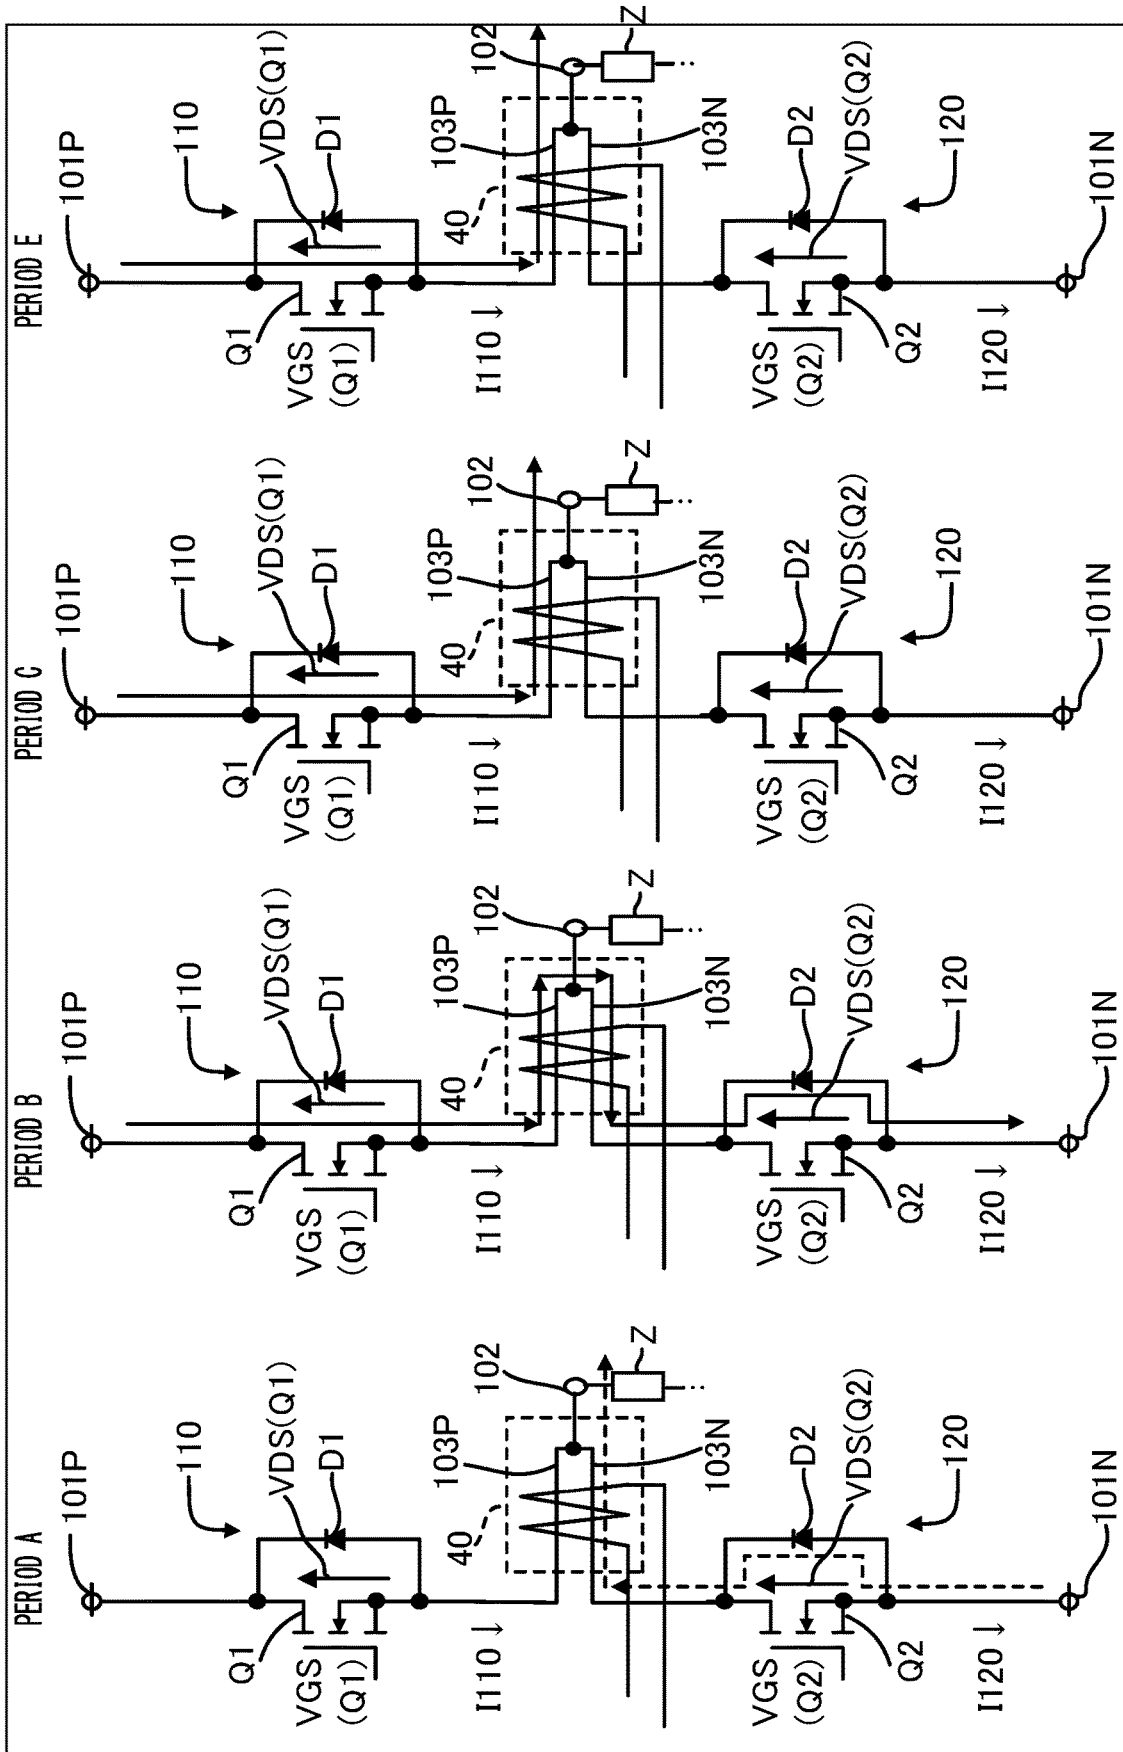 PERIOD A
101P
110
VDS(Q1)
D1
Q1
VGS
(Q1)
I110 ↓
40
103P
102
Z
103N
D2
VDS(Q2)
VGS
(Q2)
Q2
120
I120 ↓
101N
PERIOD B
101P
110
VDS(Q1)
D1
Q1
VGS
(Q1)
I110 ↓
40
103P
102
Z
103N
D2
VDS(Q2)
VGS
(Q2)
Q2
120
I120 ↓
101N
PERIOD C
101P
110
VDS(Q1)
D1
Q1
VGS
(Q1)
I110 ↓
40
103P
102
Z
103N
D2
VDS(Q2)
VGS
(Q2)
Q2
120
I120 ↓
101N
PERIOD E
101P
110
VDS(Q1)
D1
Q1
VGS
(Q1)
I110 ↓
40
103P
102
Z
103N
D2
VDS(Q2)
VGS
(Q2)
Q2
120
I120 ↓
101N